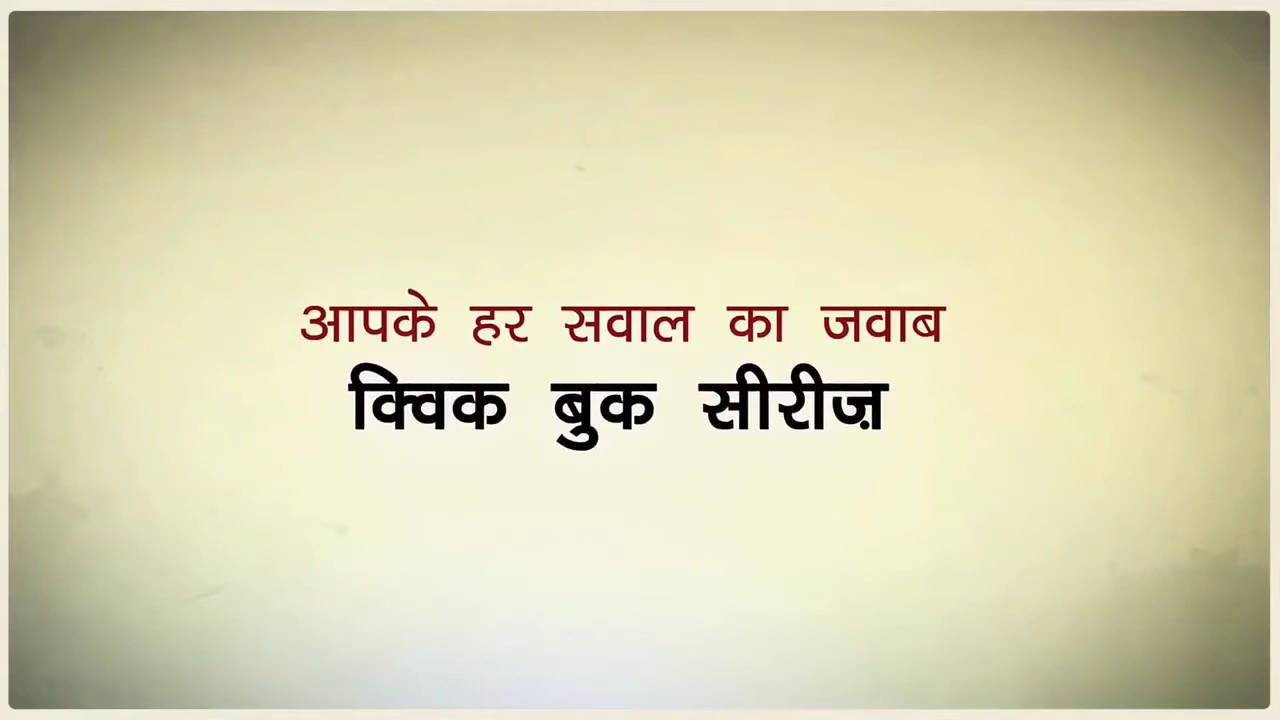 आपके हर सवाल का जवाब
क्विक बुक सीरीज़